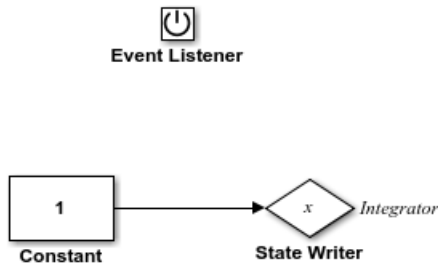 Event Listener
1
x
Integrator
Constant
State Writer